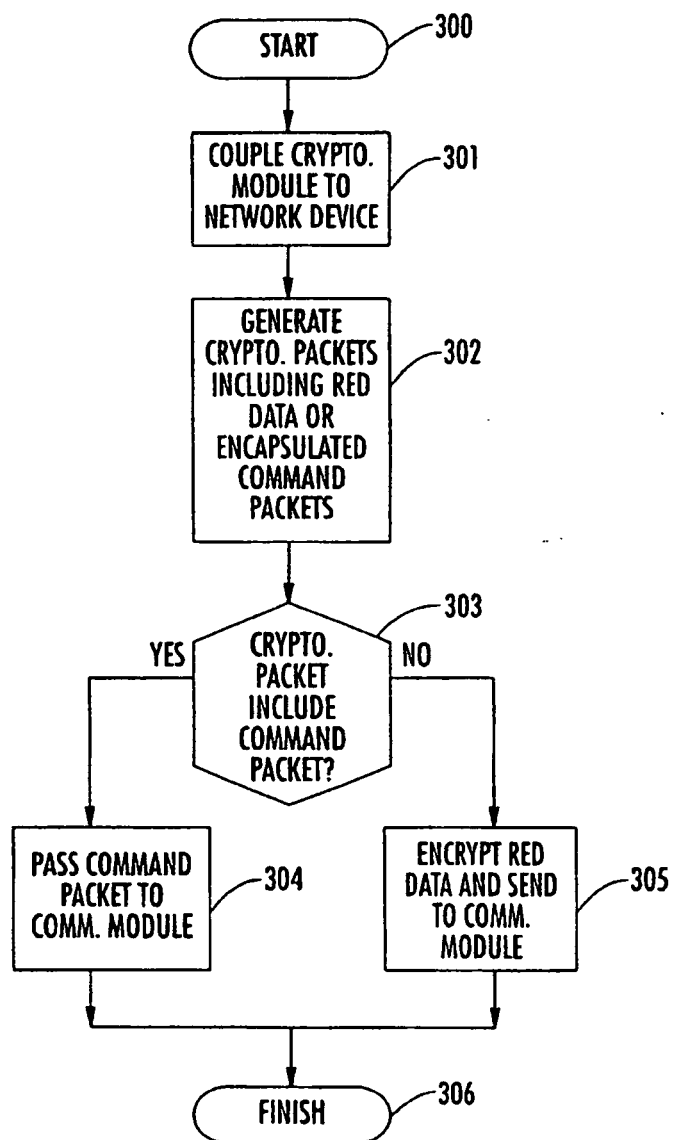 START
300
COUPLE CRYPTO.
MODULE TO
NETWORK DEVICE
301
GENERATE
CRYPTO. PACKETS
INCLUDING RED
DATA OR
ENCAPSULATED
COMMAND
PACKETS
302
303
YES
CRYPTO.
PACKET
INCLUDE
COMMAND
PACKET?
NO
PASS COMMAND
PACKET TO
COMM. MODULE
304
ENCRYPT RED
DATA AND SEND
TO COMM.
MODULE
305
FINISH
306